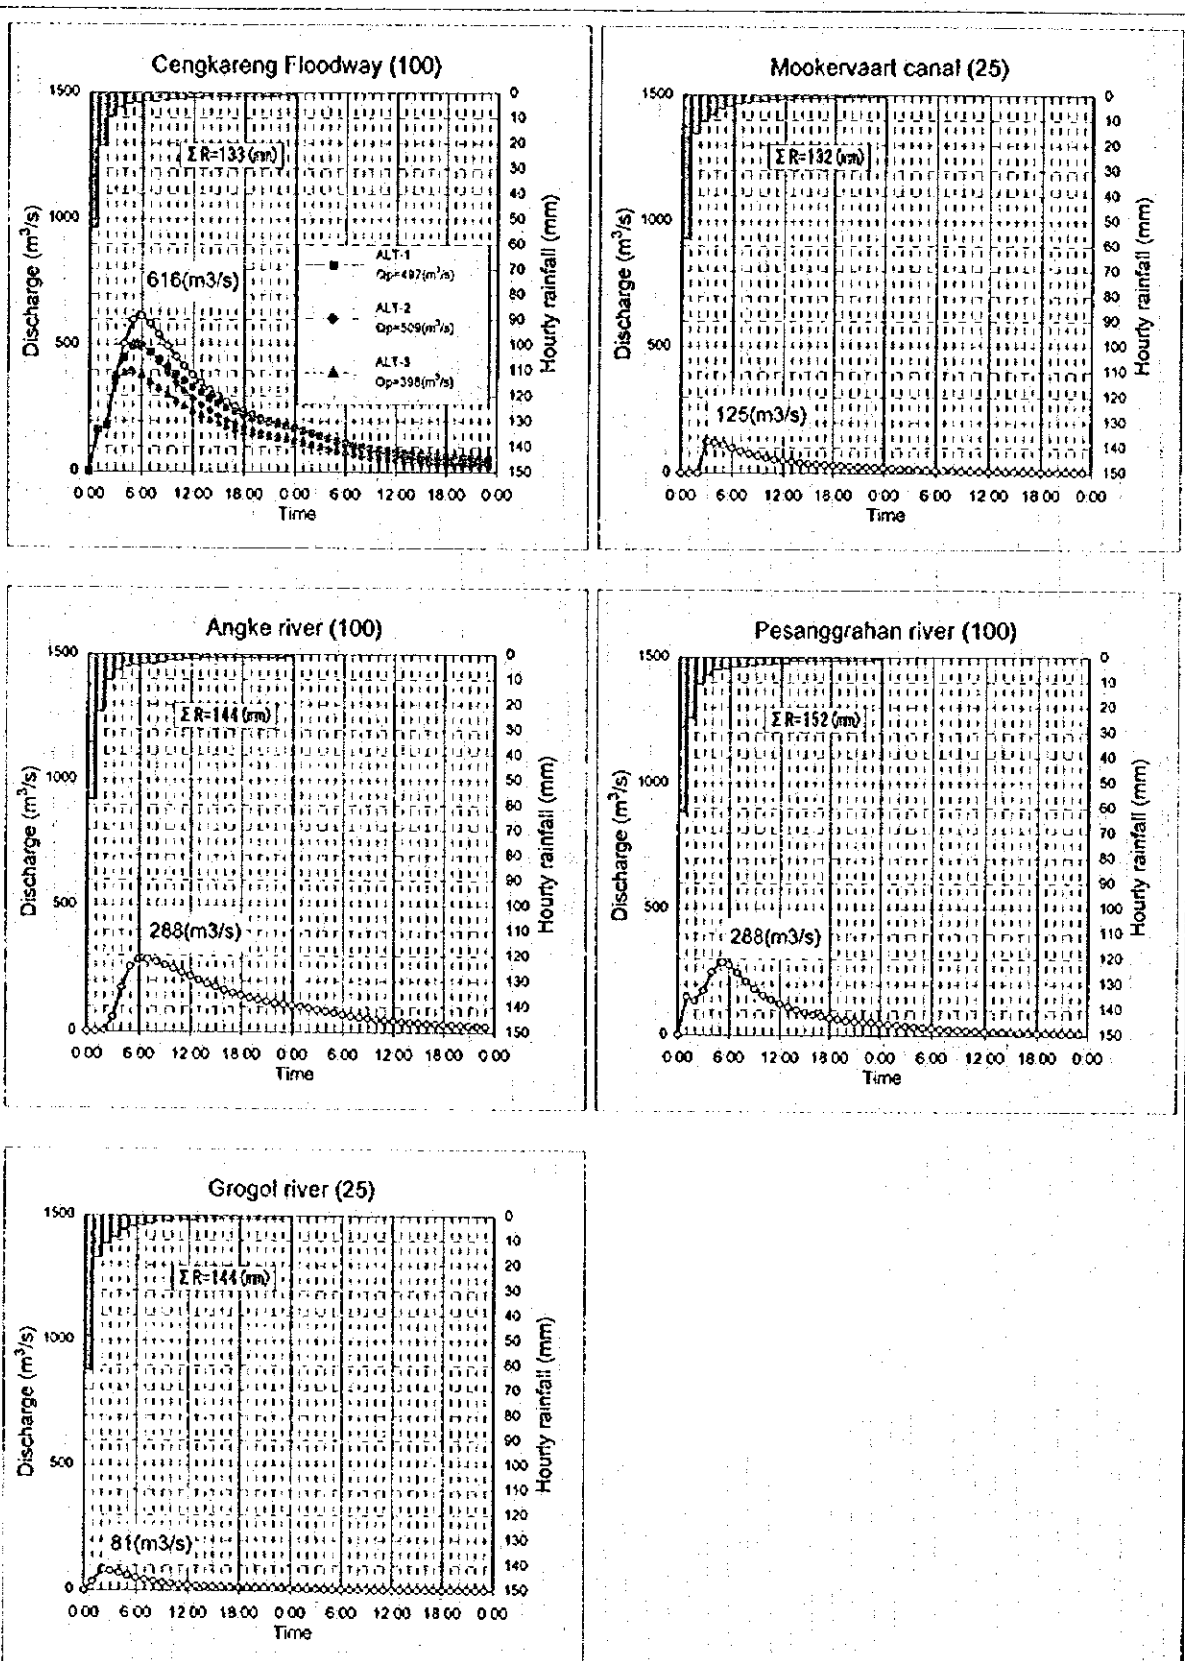 Cengkareng Floodway (100)
1500
1000
500
0
Discharge (m³/s)
ΣR=133(mm)
616(m3/s)
ALT-1
Qp=497(m³/s)
ALT-2
Qp=509(m³/s)
ALT-3
Qp=398(m³/s)
0
10
20
30
40
50
60
70
80
90
100
110
120
130
140
150
Hourly rainfall (mm)
0:00 6:00 12:00 18:00 0:00 6:00 12:00 18:00 0:00
Time
Mookervaart canal (25)
1500
1000
500
0
Discharge (m³/s)
ΣR=132(mm)
125(m3/s)
0
10
20
30
40
50
60
70
80
90
100
110
120
130
140
150
Hourly rainfall (mm)
0:00 6:00 12:00 18:00 0:00 6:00 12:00 18:00 0:00
Time
Angke river (100)
1500
1000
500
0
Discharge (m³/s)
ΣR=144(mm)
288(m3/s)
0
10
20
30
40
50
60
70
80
90
100
110
120
130
140
150
Hourly rainfall (mm)
0:00 6:00 12:00 18:00 0:00 6:00 12:00 18:00 0:00
Time
Pesanggrahan river (100)
1500
1000
500
0
Discharge (m³/s)
ΣR=152(mm)
288(m3/s)
0
10
20
30
40
50
60
70
80
90
100
110
120
130
140
150
Hourly rainfall (mm)
0:00 6:00 12:00 18:00 0:00 6:00 12:00 18:00 0:00
Time
Grogol river (25)
1500
1000
500
0
Discharge (m³/s)
ΣR=144(mm)
81(m3/s)
0
10
20
30
40
50
60
70
80
90
100
110
120
130
140
150
Hourly rainfall (mm)
0:00 6:00 12:00 18:00 0:00 6:00 12:00 18:00 0:00
Time